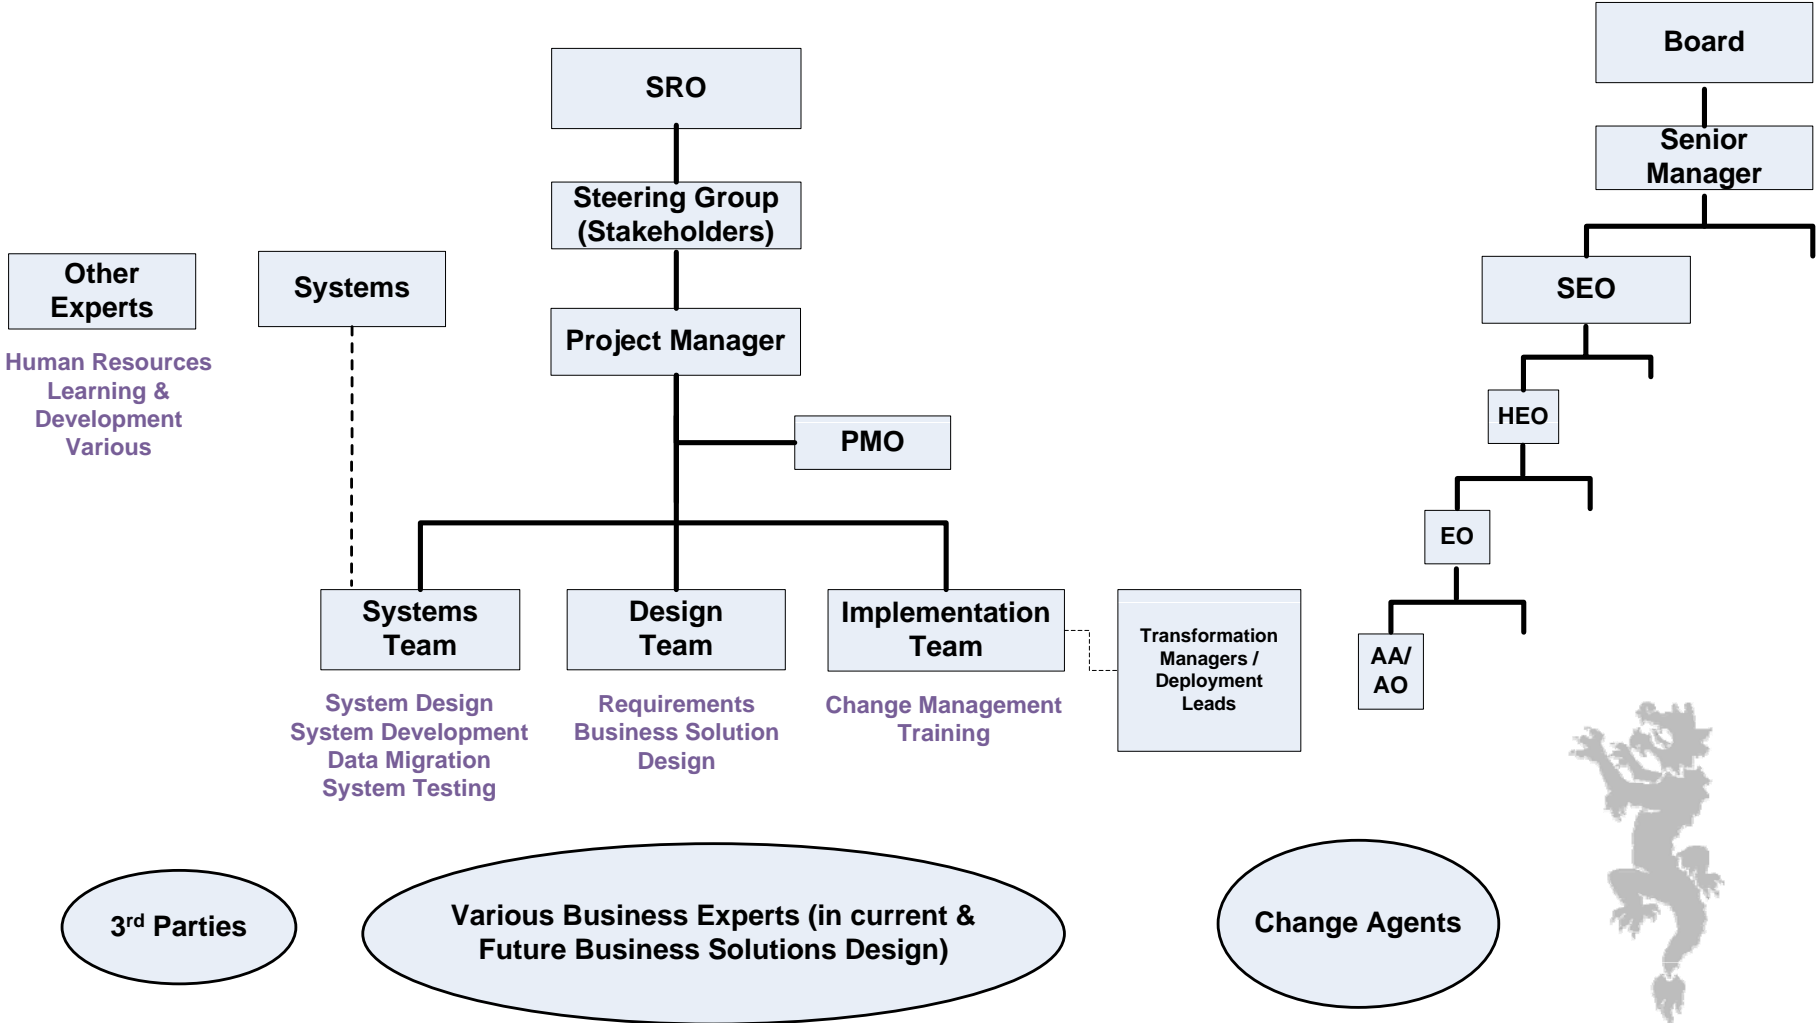 Board
SRO
Senior
Manager
Steering Group
(Stakeholders)
Other
Experts
Systems
SEO
Project Manager
Human Resources
Learning &
Development
Various
HEO
PMO
EO
Systems
Team
Design
Team
Implementation
Team
Transformation
Managers /
Deployment
Leads
AA/
AO
System Design
System Development
Data Migration
System Testing
Requirements
Business Solution
Design
Change Management
Training
3rd Parties
Various Business Experts (in current &
Future Business Solutions Design)
Change Agents